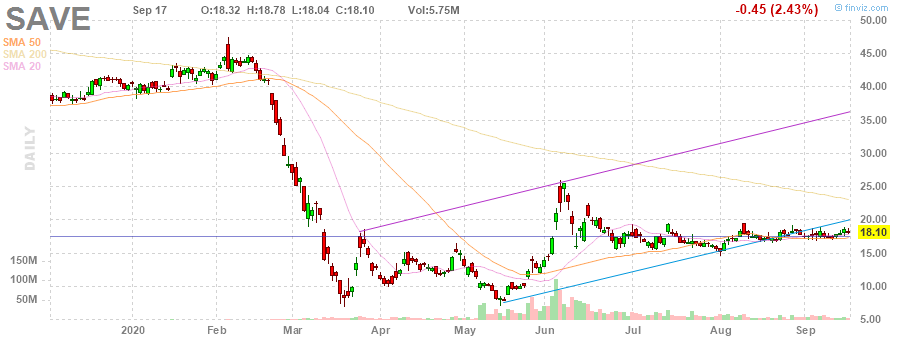 SAVE
Sep 17 O:18.32 H:18.78 L:18.04 C:18.10 Vol:5.75M -0.45 (2.43%)
© finviz.com
SMA 50
SMA 200
SMA 20
DAILY
50.00
45.00
40.00
35.00
30.00
25.00
20.00
18.10
15.00
10.00
5.00
150M
100M
50M
2020 Feb Mar Apr May Jun Jul Aug Sep